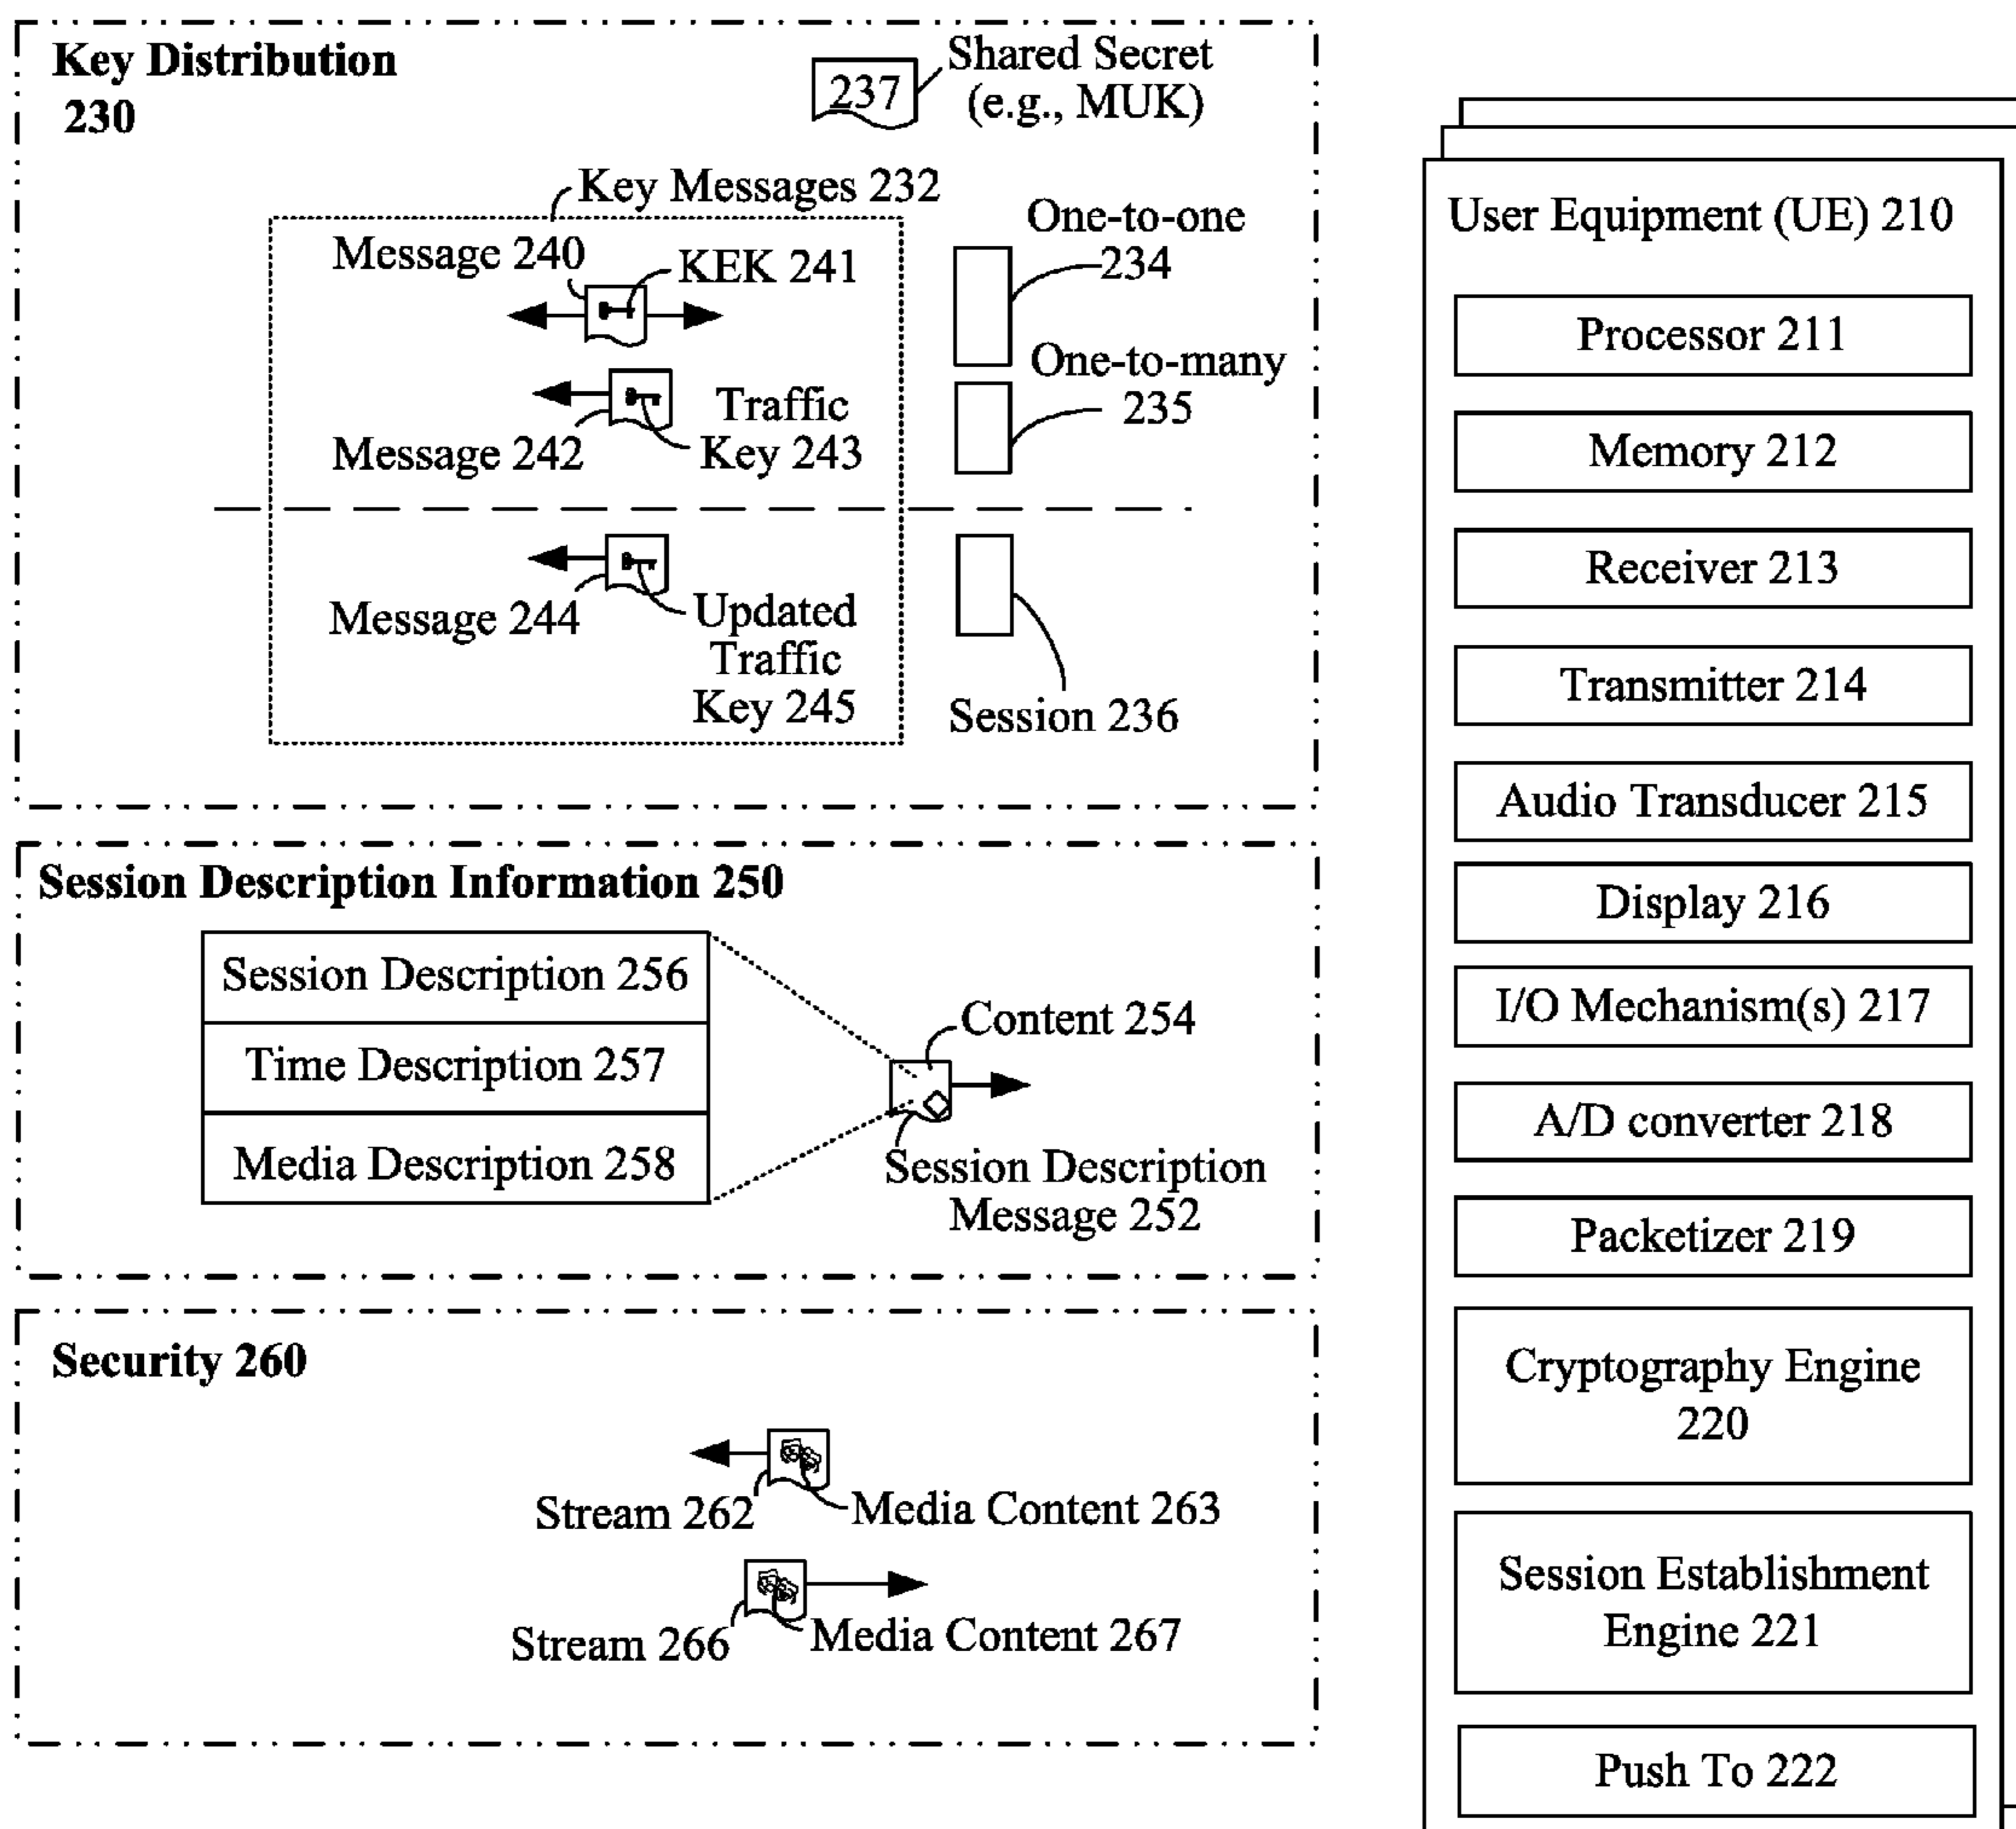 Key Distribution
230
237
Shared Secret
(e.g., MUK)
Key Messages 232
Message 240
KEK 241
One-to-one
234
Message 242
Traffic
Key 243
One-to-many
235
Message 244
Updated
Traffic
Key 245
Session 236
Session Description Information 250
Session Description 256
Time Description 257
Media Description 258
Content 254
Session Description
Message 252
Security 260
Stream 262
Media Content 263
Stream 266
Media Content 267
User Equipment (UE) 210
Processor 211
Memory 212
Receiver 213
Transmitter 214
Audio Transducer 215
Display 216
I/O Mechanism(s) 217
A/D converter 218
Packetizer 219
Cryptography Engine
220
Session Establishment
Engine 221
Push To 222